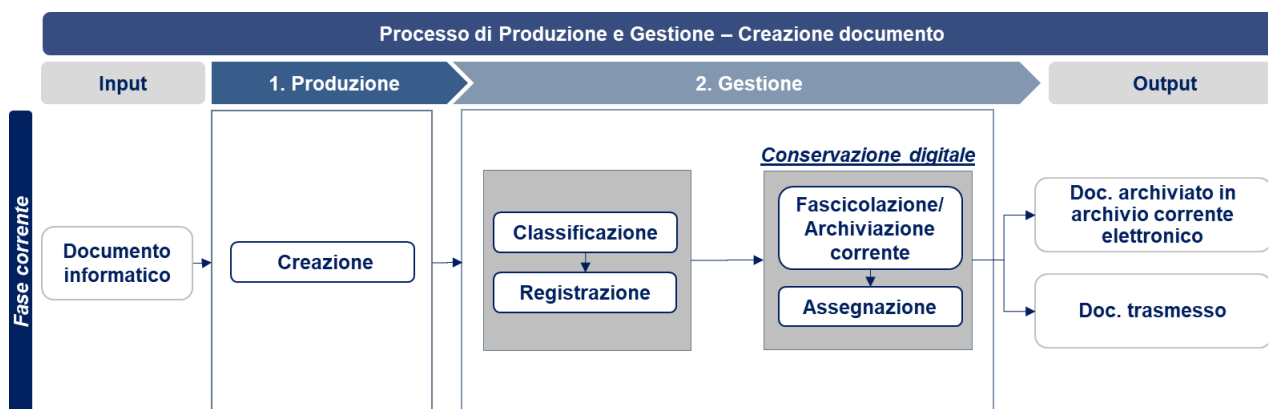 Processo di Produzione e Gestione – Creazione documento
Input
1. Produzione
2. Gestione
Output
Fase corrente
Documento
informatico
Creazione
Classificazione
Registrazione
Conservazione digitale
Fascicolazione/
Archiviazione
corrente
Assegnazione
Doc. archiviato in
archivio corrente
elettronico
Doc. trasmesso